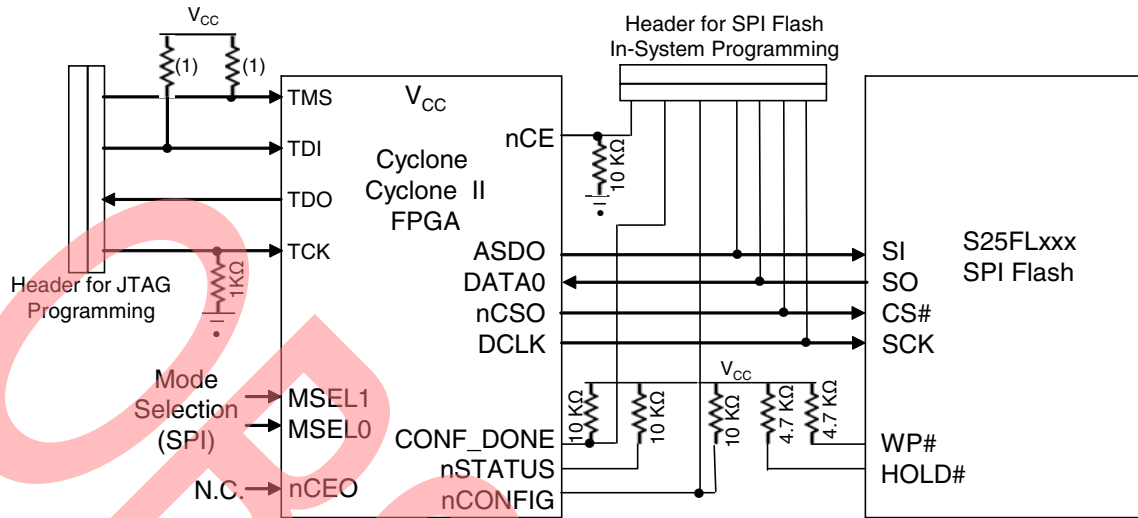 V_CC
(1) (1)
Header for JTAG
Programming
1KΩ
Mode
Selection
(SPI)
N.C.
V_CC
Cyclone
Cyclone II
FPGA
TMS
TDI
TDO
TCK
MSEL1
MSEL0
nCEO
nCE
ASDO
DATA0
nCSO
DCLK
CONF_DONE
nSTATUS
nCONFIG
Header for SPI Flash
In-System Programming
10 KΩ
V_CC
10 KΩ
10 KΩ
10 KΩ
4.7 KΩ
4.7 KΩ
S25FLxxx
SPI Flash
SI
SO
CS#
SCK
WP#
HOLD#